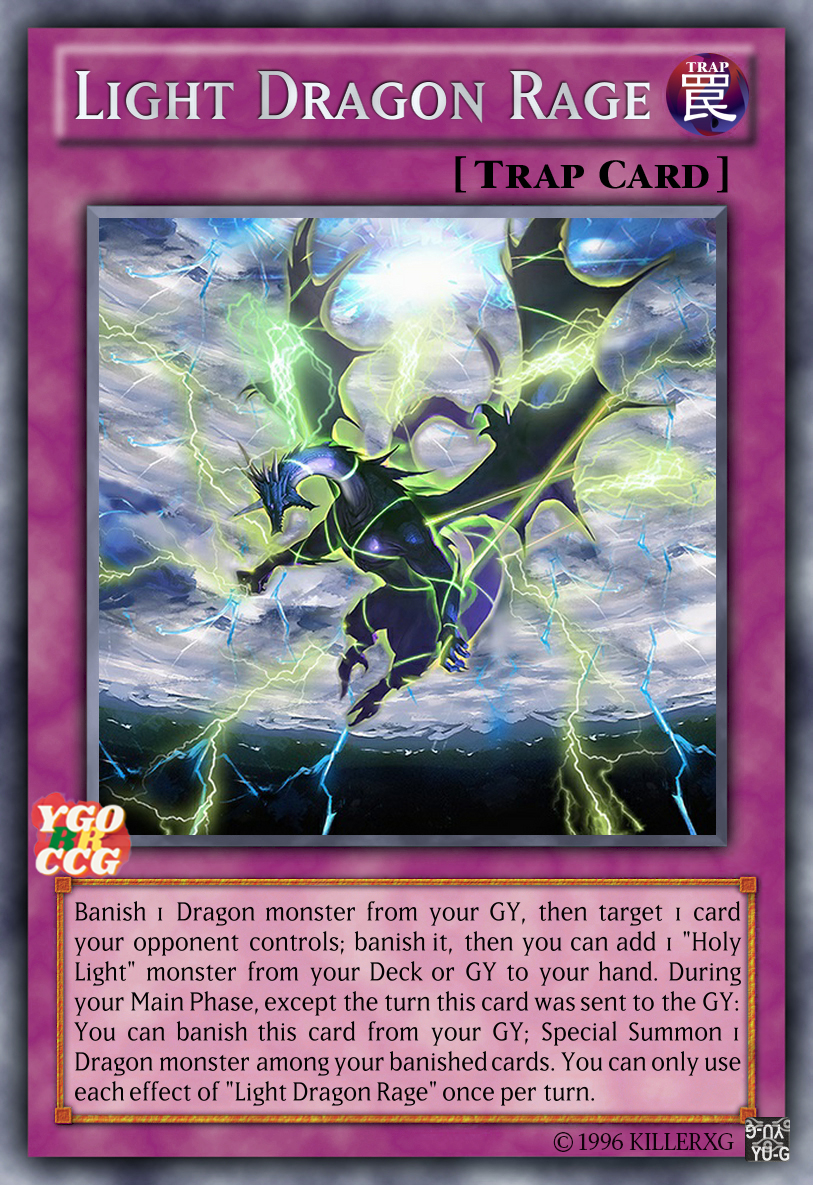 Light Dragon Rage
TRAP
罠
[Trap Card]
YGO
BR
CCG
Banish 1 Dragon monster from your GY, then target 1 card
your opponent controls; banish it, then you can add 1 "Holy
Light" monster from your Deck or GY to your hand. During
your Main Phase, except the turn this card was sent to the GY:
You can banish this card from your GY; Special Summon 1
Dragon monster among your banished cards. You can only use
each effect of "Light Dragon Rage" once per turn.
© 1996 KILLERXG
YU-G
YU-G